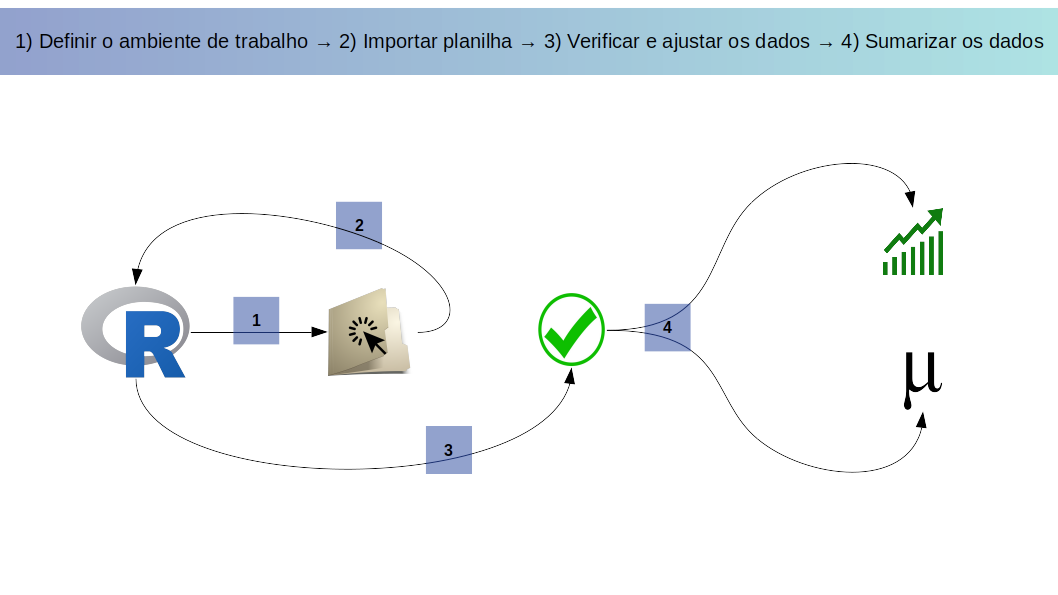 1) Definir o ambiente de trabalho → 2) Importar planilha → 3) Verificar e ajustar os dados → 4) Sumarizar os dados
2
1
R
4
μ
3